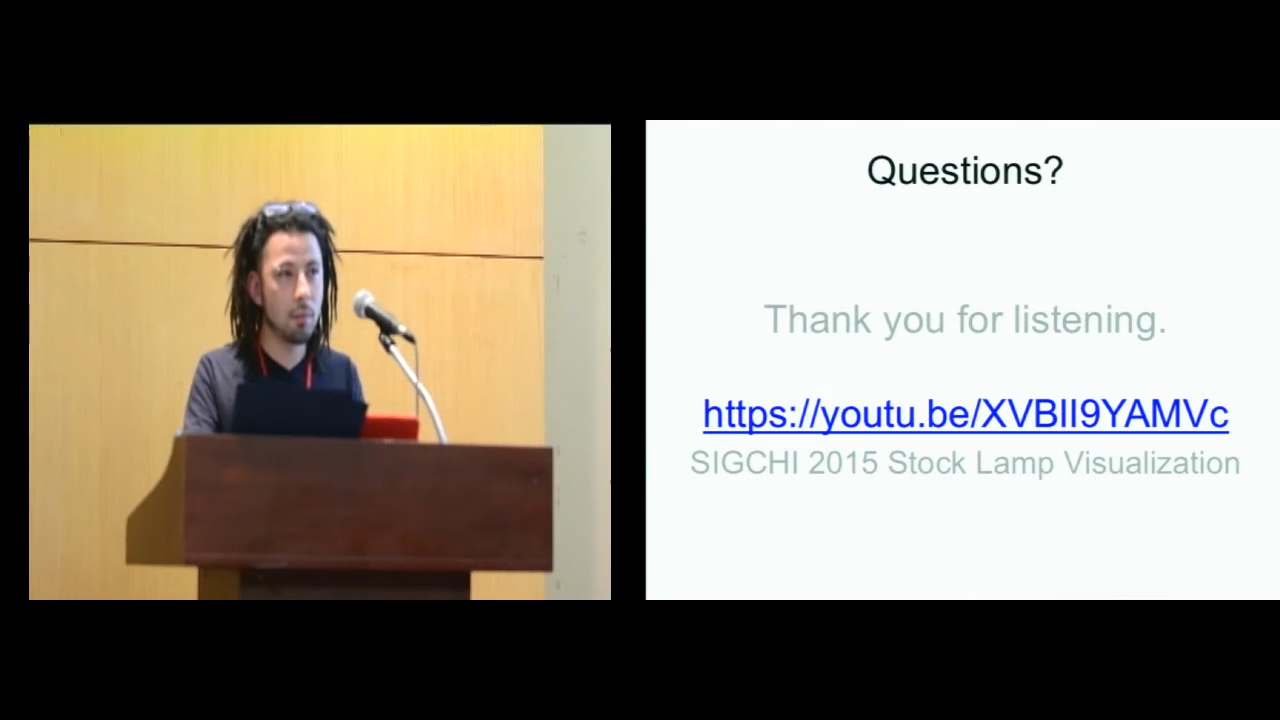 Questions?
Thank you for listening.
https://youtu.be/XVBII9YAMVc
SIGCHI 2015 Stock Lamp Visualization